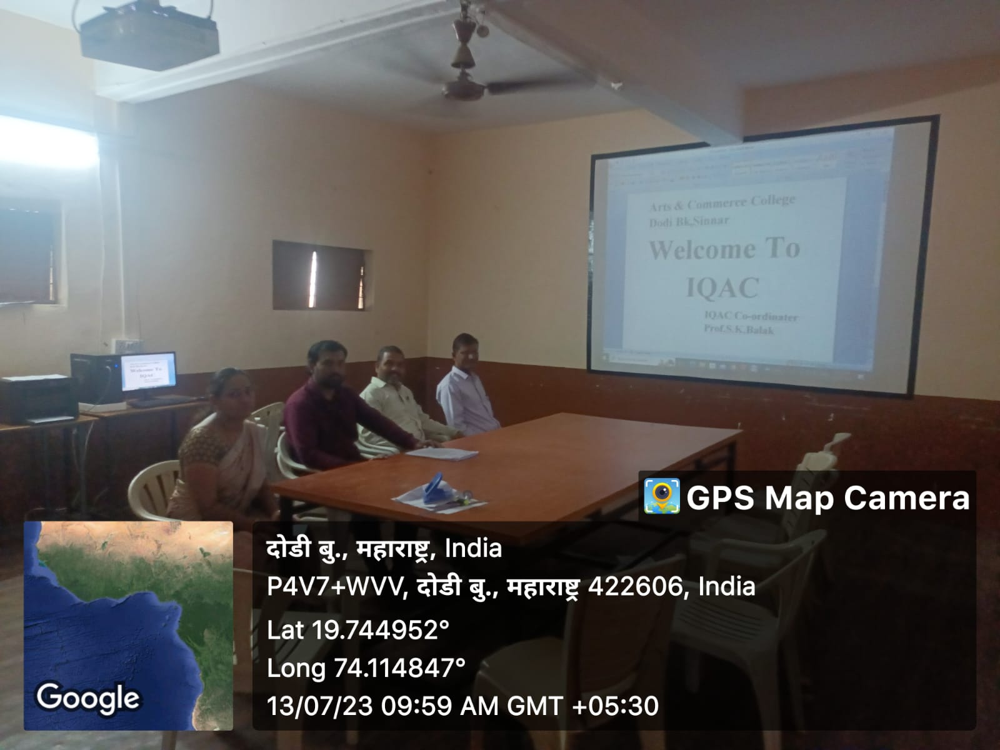 Arts & Commerce College
Dodi Bk,Sinnar
Welcome To
IQAC
IQAC Co-ordinater
Prof.S.K.Balak
Welcome To
IQAC
GPS Map Camera
दोडी बु., महाराष्ट्र, India
P4V7+WVV, दोडी बु., महाराष्ट्र 422606, India
Lat 19.744952°
Long 74.114847°
13/07/23 09:59 AM GMT +05:30
Google